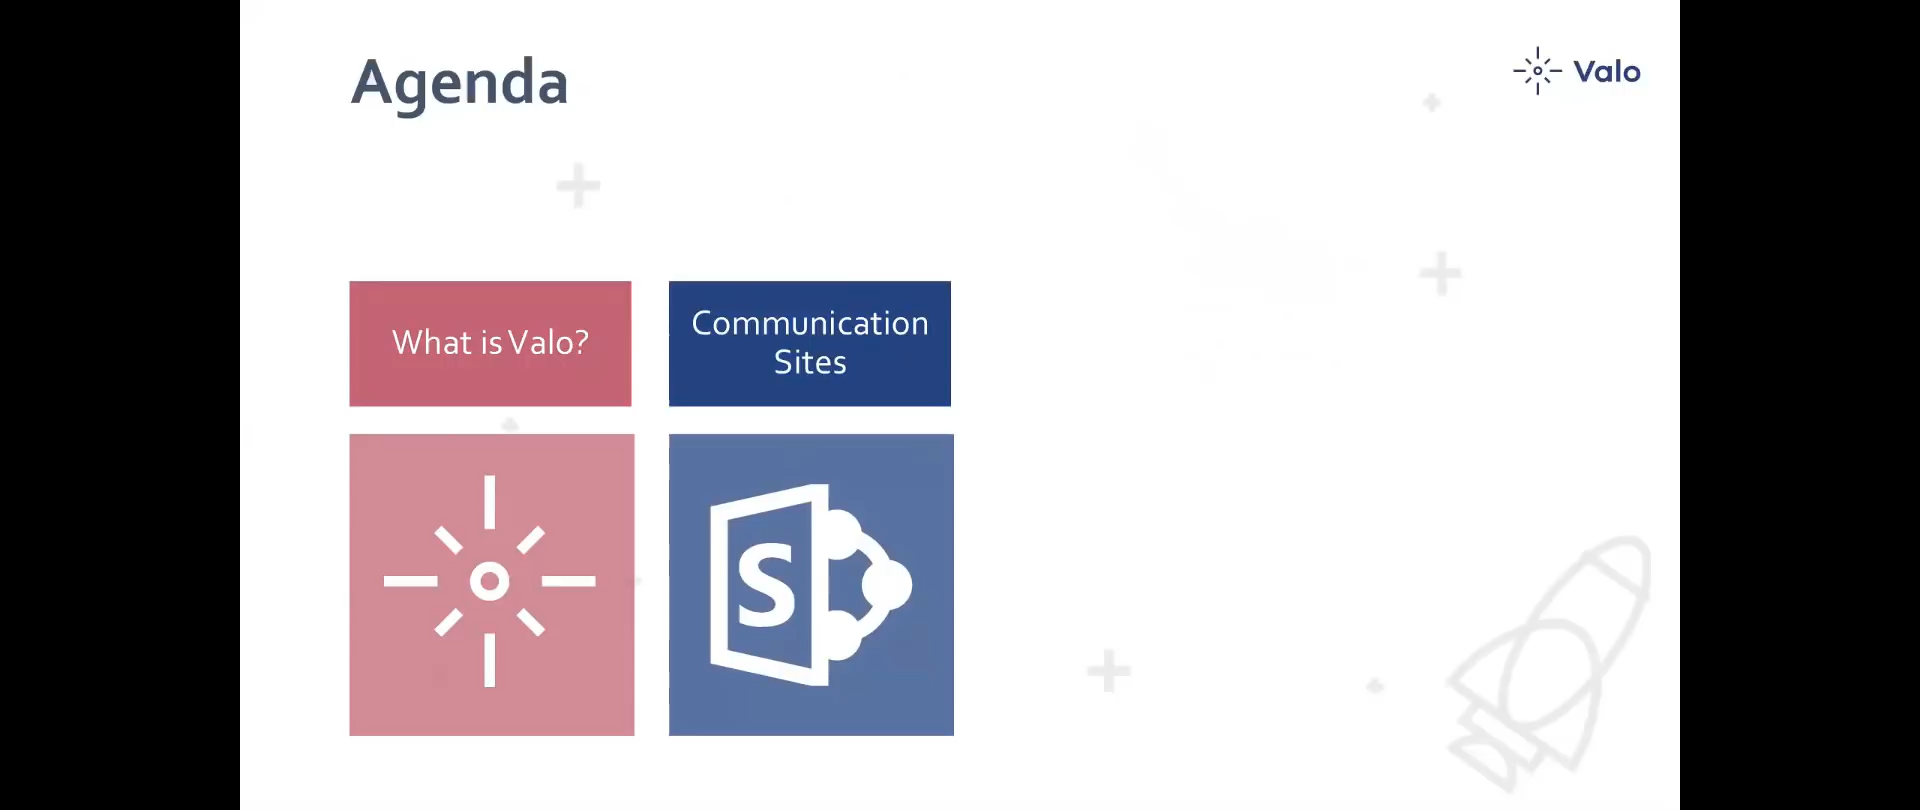 Agenda
Valo
What is Valo?
Communication
Sites
S